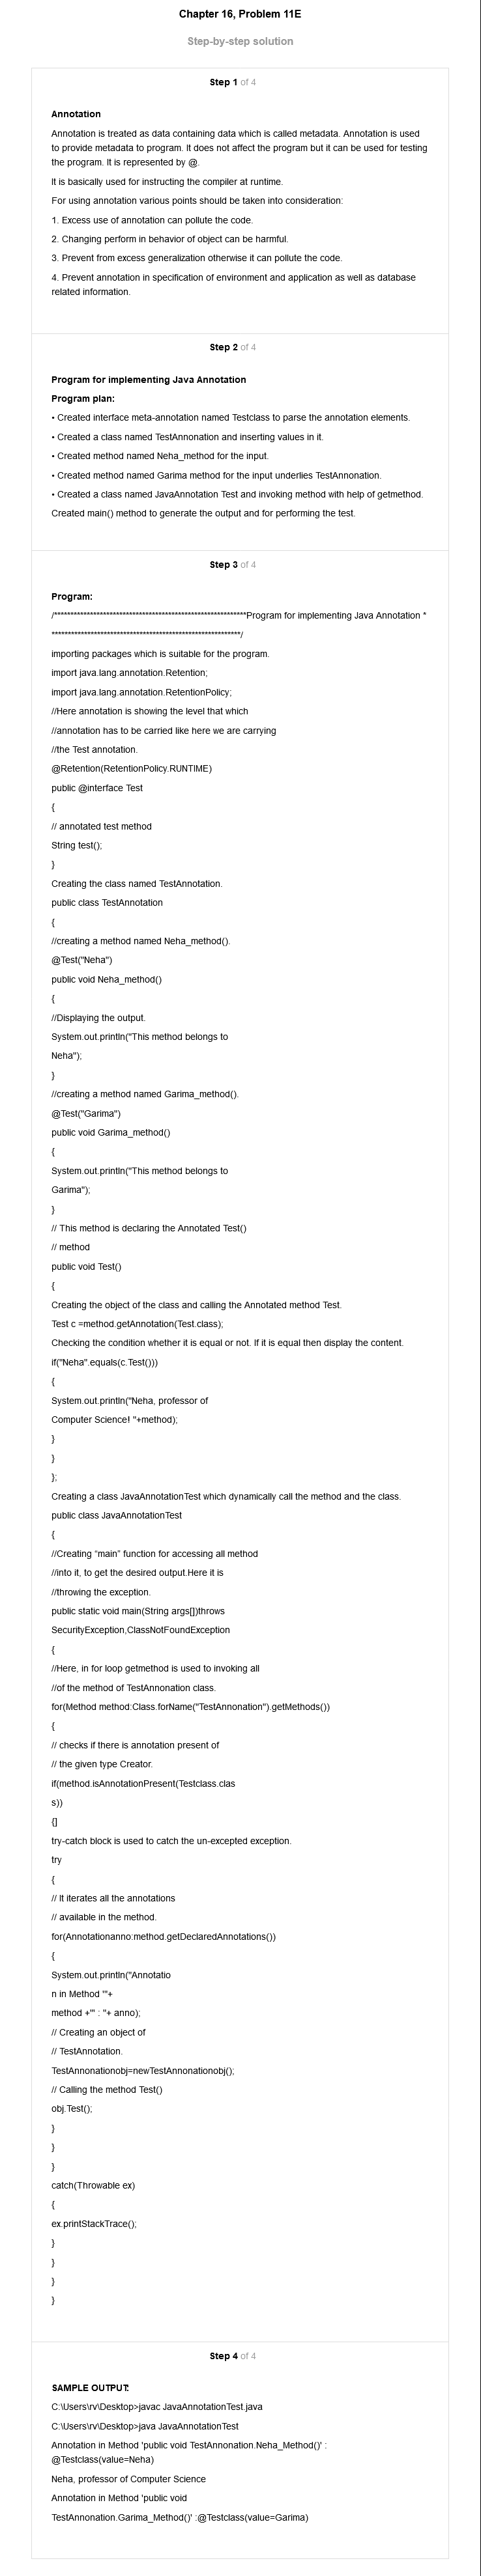 Chapter 16, Problem 11E
Step-by-step solution
Step 1 of 4
Annotation
Annotation is treated as data containing data which is called metadata. Annotation is used
to provide metadata to program. It does not affect the program but it can be used for testing
the program. It is represented by @.
It is basically used for instructing the compiler at runtime.
For using annotation various points should be taken into consideration:
1. Excess use of annotation can pollute the code.
2. Changing perform in behavior of object can be harmful.
3. Prevent from excess generalization otherwise it can pollute the code.
4. Prevent annotation in specification of environment and application as well as database
related information.
Step 2 of 4
Program for implementing Java Annotation
Program plan:
• Created interface meta-annotation named Testclass to parse the annotation elements.
• Created a class named TestAnnonation and inserting values in it.
• Created method named Neha_method for the input.
• Created method named Garima method for the input underlies TestAnnonation.
• Created a class named JavaAnnotation Test and invoking method with help of getmethod.
Created main() method to generate the output and for performing the test.
Step 3 of 4
Program:
/***********************************************************Program for implementing Java Annotation *
**********************************************************/
importing packages which is suitable for the program.
import java.lang.annotation.Retention;
import java.lang.annotation.RetentionPolicy;
//Here annotation is showing the level that which
//annotation has to be carried like here we are carrying
//the Test annotation.
@Retention(RetentionPolicy.RUNTIME)
public @interface Test
{
// annotated test method
String test();
}
Creating the class named TestAnnotation.
public class TestAnnotation
{
//creating a method named Neha_method().
@Test("Neha")
public void Neha_method()
{
//Displaying the output.
System.out.println("This method belongs to
Neha");
}
//creating a method named Garima_method().
@Test("Garima")
public void Garima_method()
{
System.out.println("This method belongs to
Garima");
}
// This method is declaring the Annotated Test()
// method
public void Test()
{
Creating the object of the class and calling the Annotated method Test.
Test c =method.getAnnotation(Test.class);
Checking the condition whether it is equal or not. If it is equal then display the content.
if("Neha".equals(c.Test()))
{
System.out.println("Neha, professor of
Computer Science! "+method);
}
}
};
Creating a class JavaAnnotationTest which dynamically call the method and the class.
public class JavaAnnotationTest
{
//Creating “main” function for accessing all method
//into it, to get the desired output.Here it is
//throwing the exception.
public static void main(String args[])throws
SecurityException,ClassNotFoundException
{
//Here, in for loop getmethod is used to invoking all
//of the method of TestAnnonation class.
for(Method method:Class.forName("TestAnnonation").getMethods())
{
// checks if there is annotation present of
// the given type Creator.
if(method.isAnnotationPresent(Testclass.clas
s))
{]
try-catch block is used to catch the un-excepted exception.
try
{
// It iterates all the annotations
// available in the method.
for(Annotationanno:method.getDeclaredAnnotations())
{
System.out.println("Annotatio
n in Method '"+
method +"' : "+ anno);
// Creating an object of
// TestAnnotation.
TestAnnonationobj=newTestAnnonationobj();
// Calling the method Test()
obj.Test();
}
}
}
catch(Throwable ex)
{
ex.printStackTrace();
}
}
}
}
Step 4 of 4
SAMPLE OUTPUT:
C:\Users\rv\Desktop>javac JavaAnnotationTest.java
C:\Users\rv\Desktop>java JavaAnnotationTest
Annotation in Method 'public void TestAnnonation.Neha_Method()' :
@Testclass(value=Neha)
Neha, professor of Computer Science
Annotation in Method 'public void
TestAnnonation.Garima_Method()' :@Testclass(value=Garima)